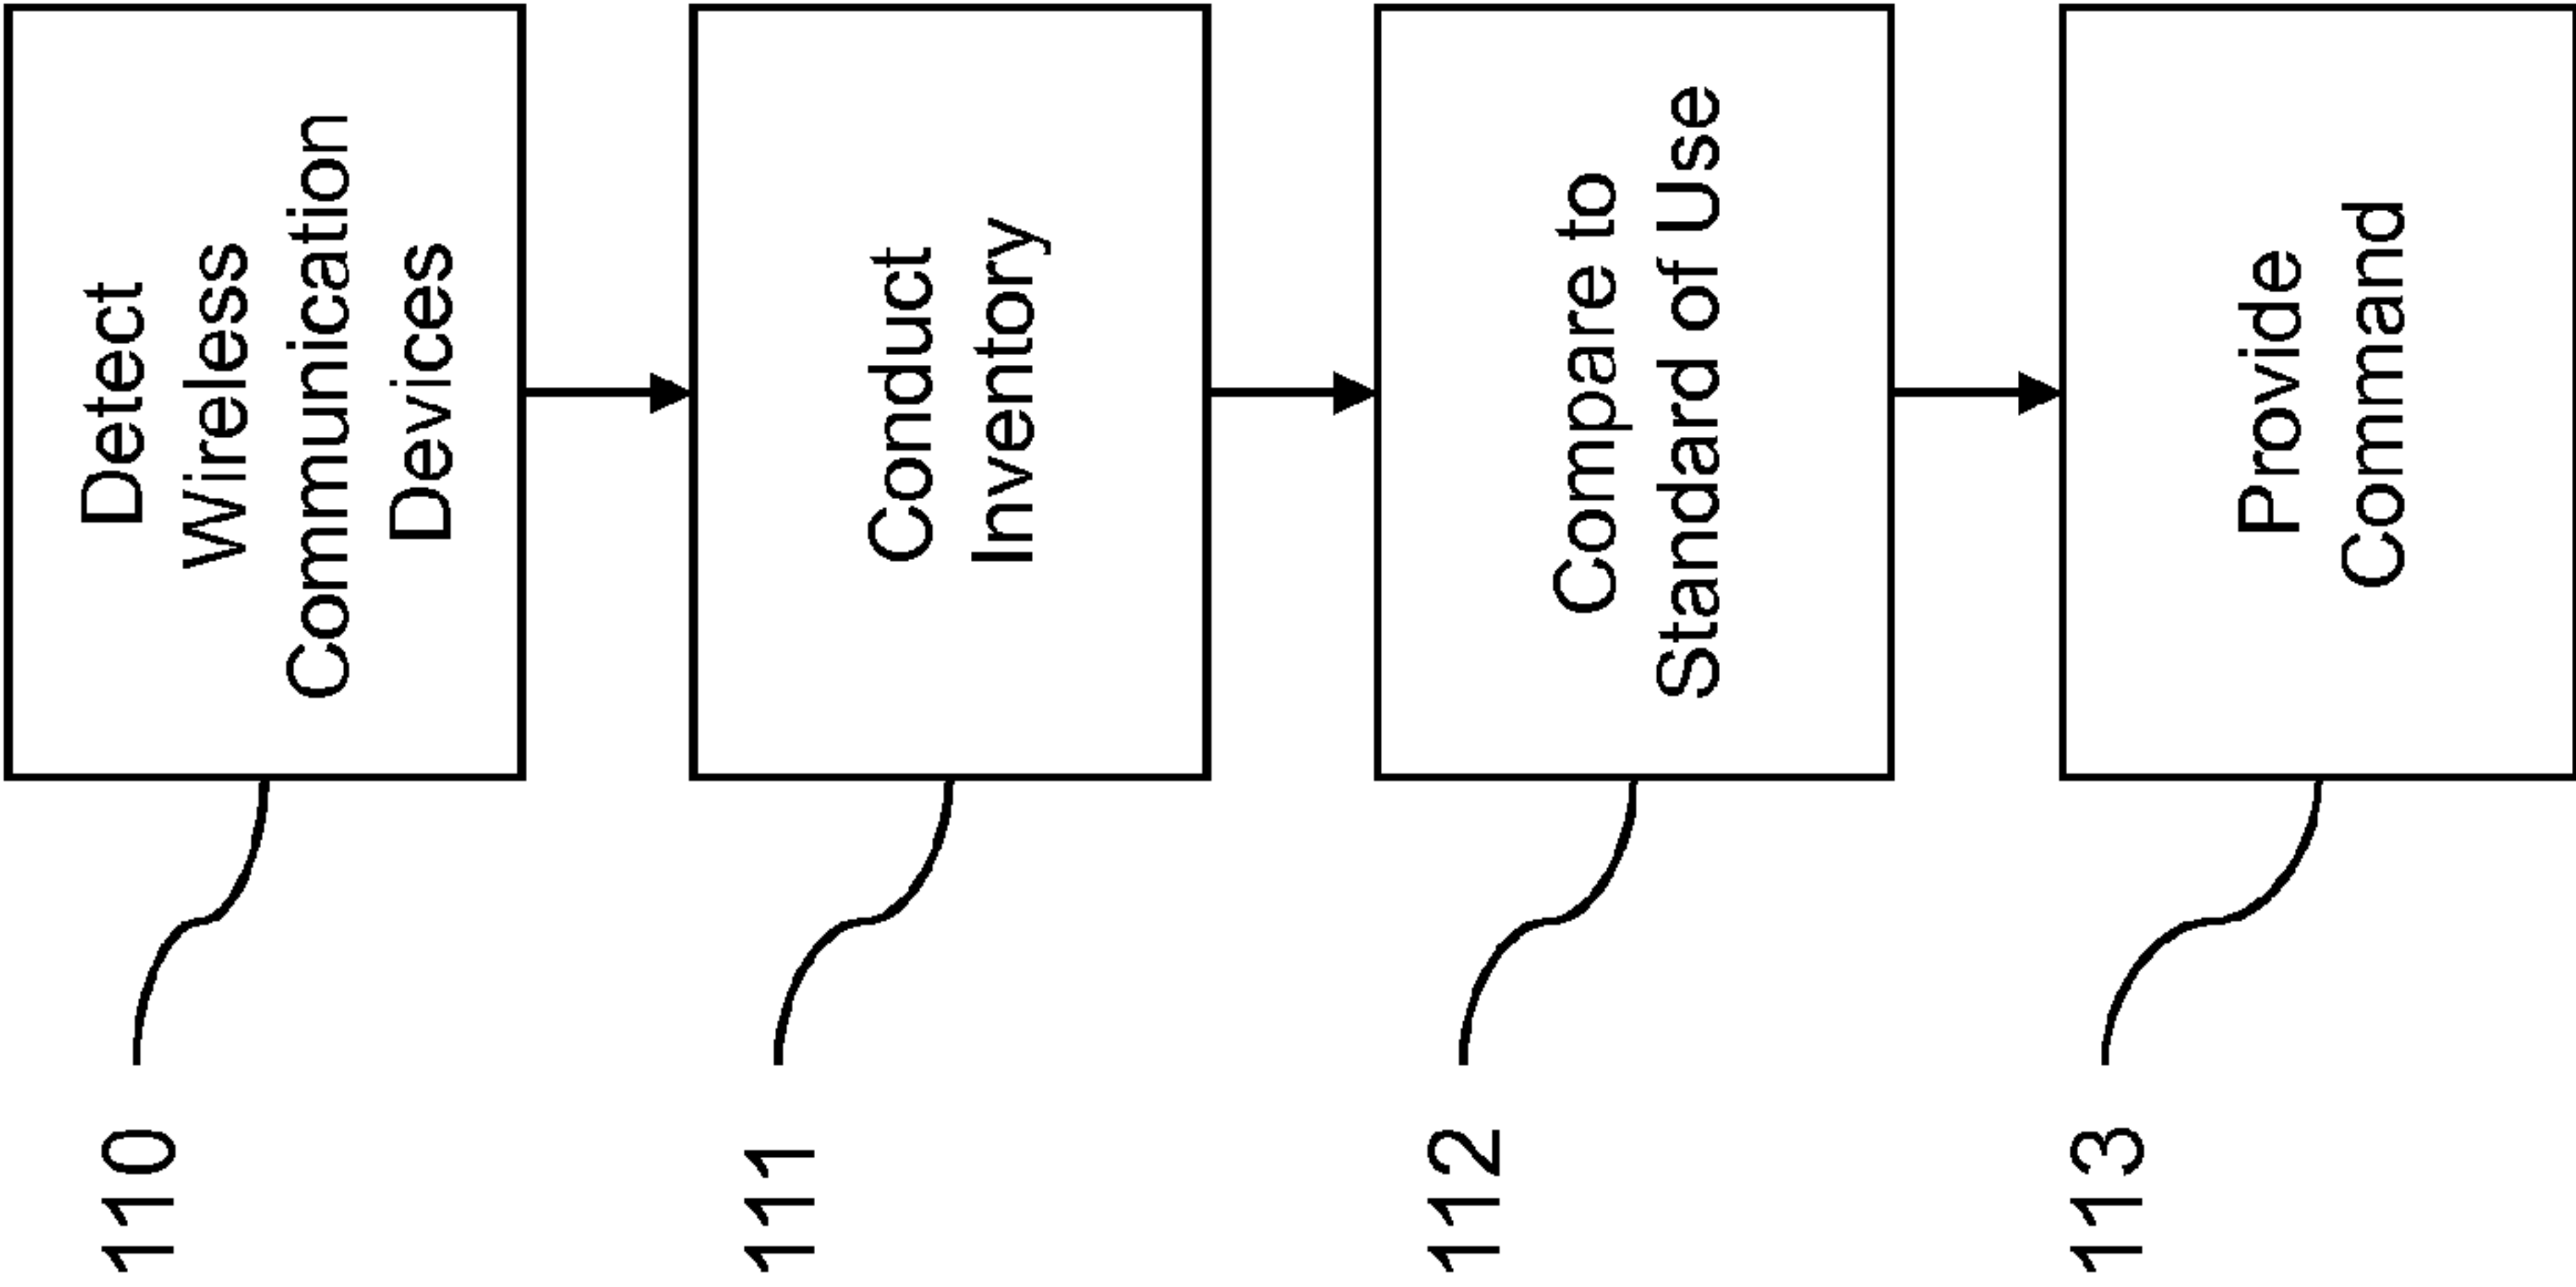 110
Detect
Wireless
Communication
Devices
111
Conduct
Inventory
112
Compare to
Standard of Use
113
Provide
Command